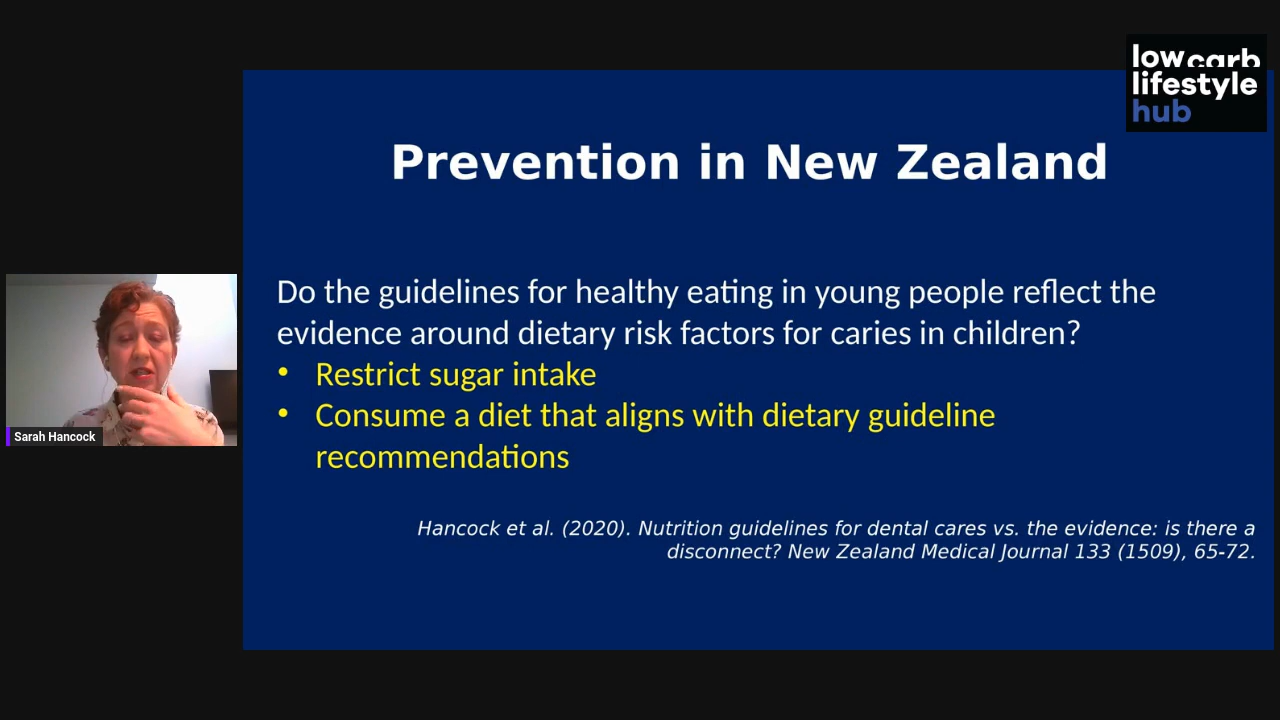 low carb
lifestyle
hub
Prevention in New Zealand
Do the guidelines for healthy eating in young people reflect the
evidence around dietary risk factors for caries in children?
• Restrict sugar intake
• Consume a diet that aligns with dietary guideline
recommendations
Hancock et al. (2020). Nutrition guidelines for dental cares vs. the evidence: is there a
disconnect? New Zealand Medical Journal 133 (1509), 65-72.
Sarah Hancock